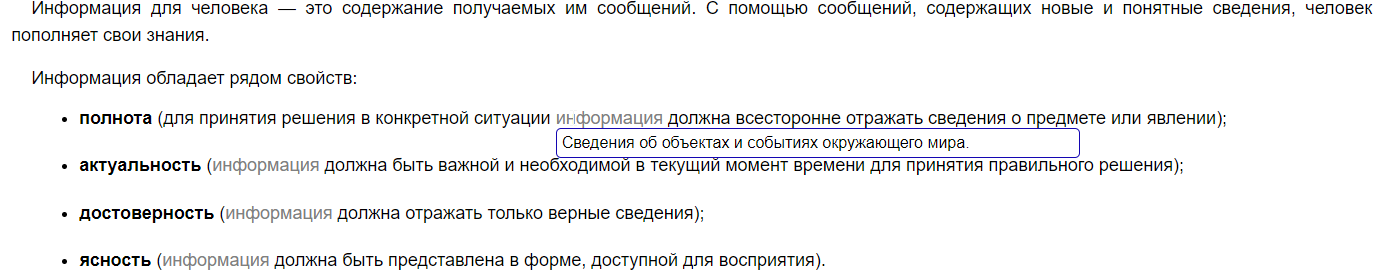 Информация для человека — это содержание получаемых им сообщений. С помощью сообщений, содержащих новые и понятные сведения, человек
пополняет свои знания.
Информация обладает рядом свойств:
• полнота (для принятия решения в конкретной ситуации информация должна всесторонне отражать сведения о предмете или явлении);
Сведения об объектах и событиях окружающего мира.
• актуальность (информация должна быть важной и необходимой в текущий момент времени для принятия правильного решения);
• достоверность (информация должна отражать только верные сведения);
• ясность (информация должна быть представлена в форме, доступной для восприятия).